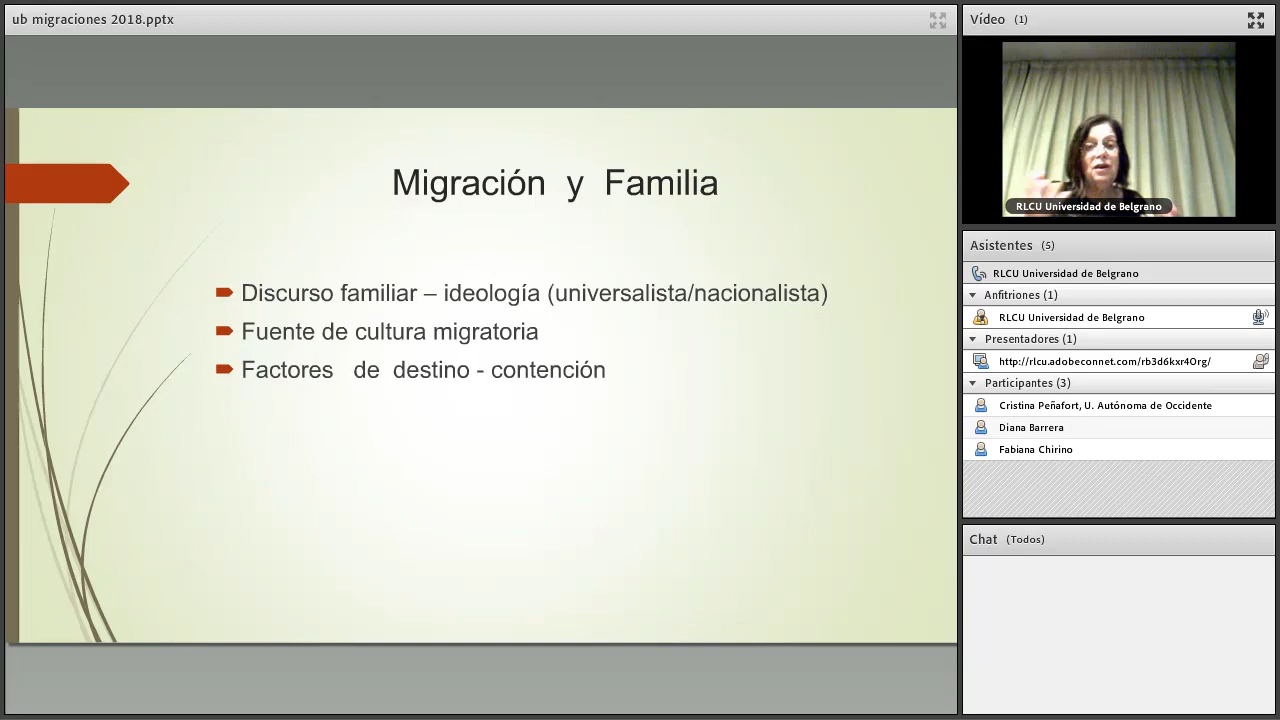 ub migraciones 2018.pptx
Migración y Familia
Discurso familiar – ideología (universalista/nacionalista)
Fuente de cultura migratoria
Factores de destino - contención
Vídeo (1)
RLCU Universidad de Belgrano
Asistentes (5)
RLCU Universidad de Belgrano
Anfitriones (1)
RLCU Universidad de Belgrano
Presentadores (1)
http://rlcu.adobeconnet.com/rb3d6kxr4Org/
Participantes (3)
Cristina Peñafort, U. Autónoma de Occidente
Diana Barrera
Fabiana Chirino
Chat (Todos)